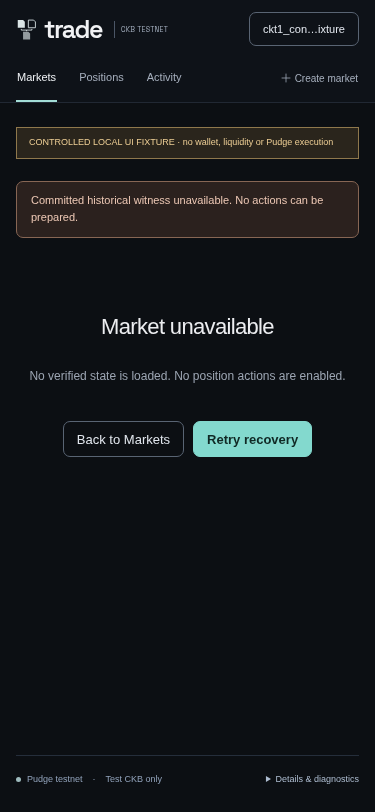 trade
CKB TESTNET
ckt1_con…ixture
Markets
Positions
Activity
Create market
CONTROLLED LOCAL UI FIXTURE · no wallet, liquidity or Pudge execution
Committed historical witness unavailable. No actions can be
prepared.
Market unavailable
No verified state is loaded. No position actions are enabled.
Back to Markets
Retry recovery
Pudge testnet · Test CKB only
Details & diagnostics